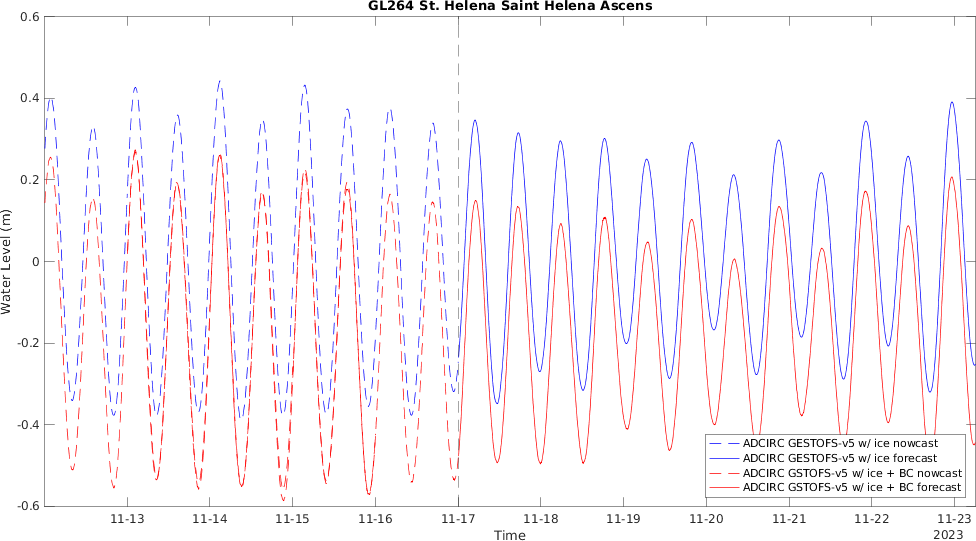 GL264 St. Helena Saint Helena Ascens
0.6
0.4
0.2
0
-0.2
-0.4
-0.6
Water Level (m)
11-13 11-14 11-15 11-16 11-17 11-18 11-19 11-20 11-21 11-22 11-23
Time
2023
ADCIRC GESTOFS-v5 w/ ice nowcast
ADCIRC GESTOFS-v5 w/ ice forecast
ADCIRC GSTOFS-v5 w/ ice + BC nowcast
ADCIRC GSTOFS-v5 w/ ice + BC forecast